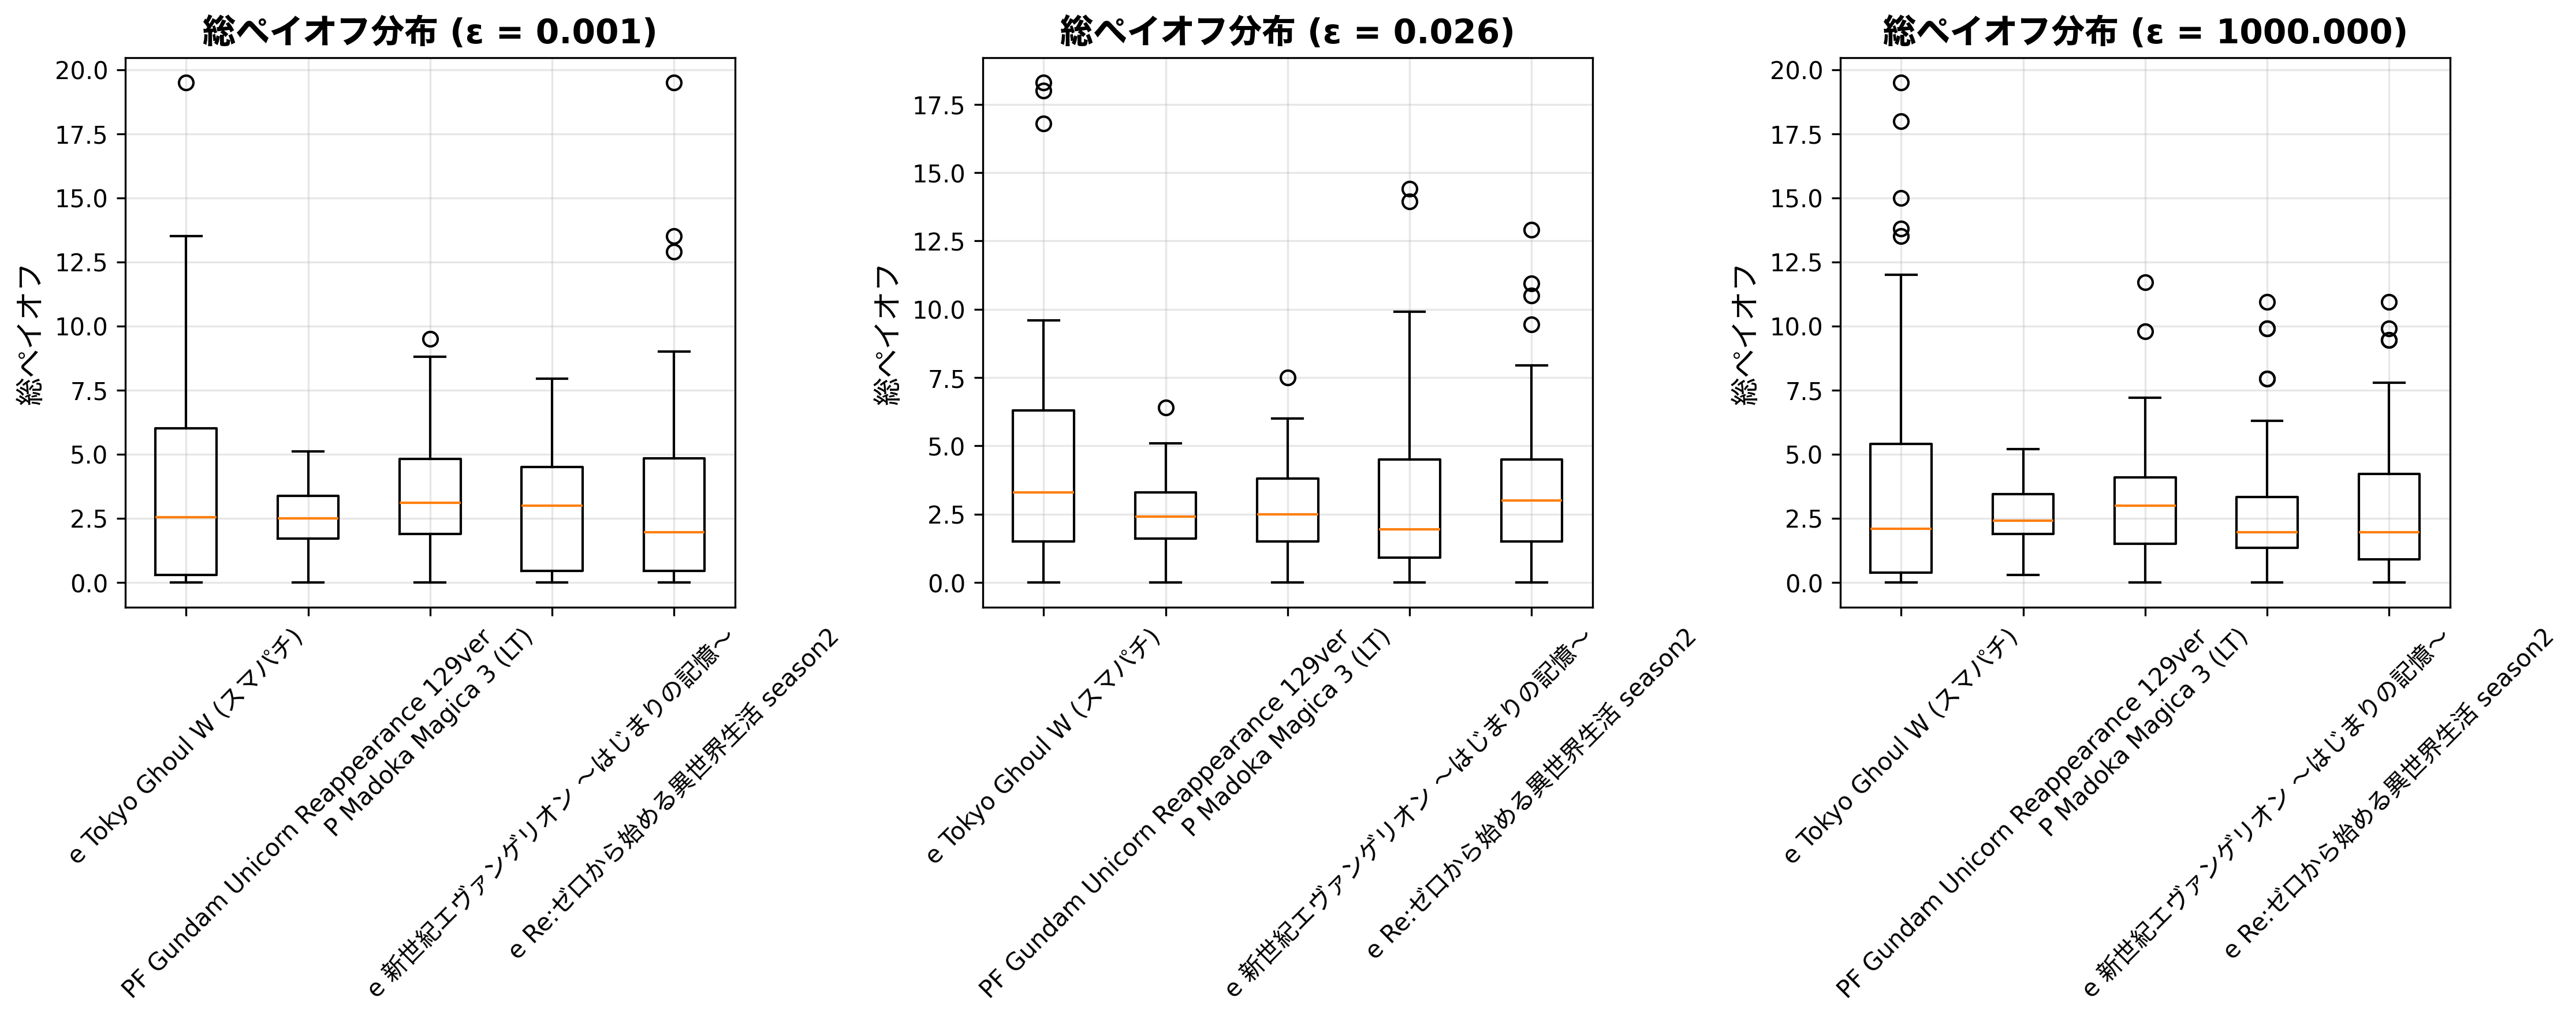 総ペイオフ分布 (ε = 0.001)
総ペイオフ
20.0
17.5
15.0
12.5
10.0
7.5
5.0
2.5
0.0
e Tokyo Ghoul W (スマパチ)
PF Gundam Unicorn Reappearance 129ver
P Madoka Magica 3 (LT)
e 新世紀エヴァンゲリオン ～はじまりの記憶～
e Re:ゼロから始める異世界生活 season2
総ペイオフ分布 (ε = 0.026)
総ペイオフ
17.5
15.0
12.5
10.0
7.5
5.0
2.5
0.0
e Tokyo Ghoul W (スマパチ)
PF Gundam Unicorn Reappearance 129ver
P Madoka Magica 3 (LT)
e 新世紀エヴァンゲリオン ～はじまりの記憶～
e Re:ゼロから始める異世界生活 season2
総ペイオフ分布 (ε = 1000.000)
総ペイオフ
20.0
17.5
15.0
12.5
10.0
7.5
5.0
2.5
0.0
e Tokyo Ghoul W (スマパチ)
PF Gundam Unicorn Reappearance 129ver
P Madoka Magica 3 (LT)
e 新世紀エヴァンゲリオン ～はじまりの記憶～
e Re:ゼロから始める異世界生活 season2